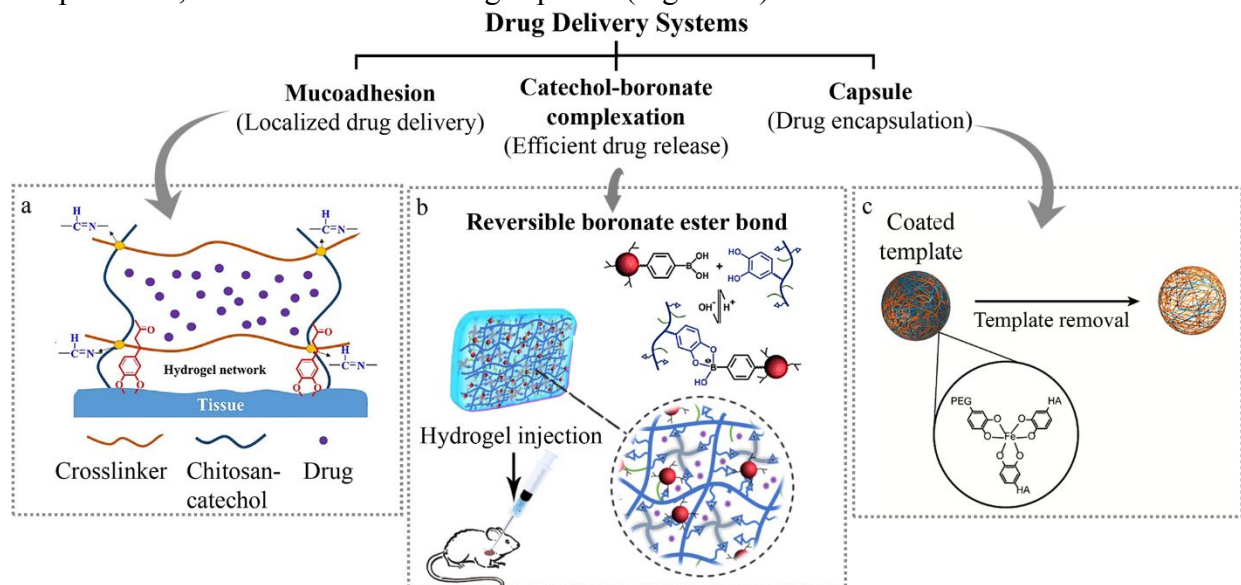 Drug Delivery Systems
Mucoadhesion
(Localized drug delivery)
Catechol-boronate
complexation
(Efficient drug release)
Capsule
(Drug encapsulation)
a
H
—C=N—
H
—C=N—
O
O
—C=N—
H
H
—C=N—
Hydrogel network
O O
O O
Tissue
Crosslinker
Chitosan-
catechol
Drug
b
Reversible boronate ester bond
OH
B
OH
+
HO
HO
OH⁻
H⁺
O
O
B
⊖
HO
Hydrogel injection
c
Coated
template
Template removal
PEG
HA
O
O
O
O
Fe
O
O
HA